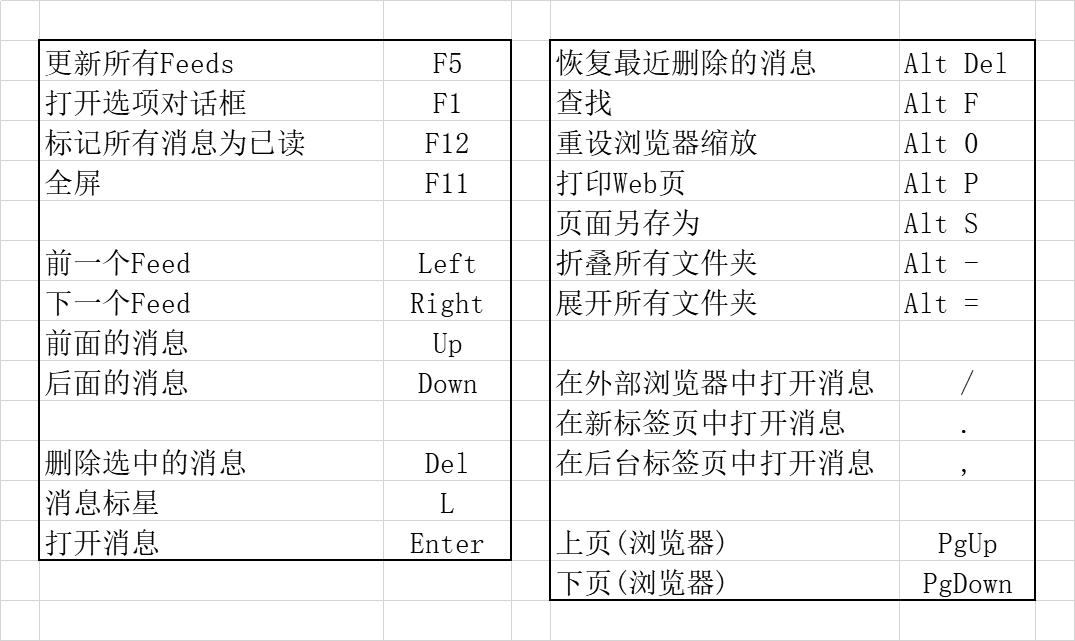 更新所有Feeds F5
打开选项对话框 F1
标记所有消息为已读 F12
全屏 F11
前一个Feed Left
下一个Feed Right
前面的消息 Up
后面的消息 Down
删除选中的消息 Del
消息标星 L
打开消息 Enter
恢复最近删除的消息 Alt Del
查找 Alt F
重设浏览器缩放 Alt 0
打印Web页 Alt P
页面另存为 Alt S
折叠所有文件夹 Alt -
展开所有文件夹 Alt =
在外部浏览器中打开消息 /
在新标签页中打开消息 .
在后台标签页中打开消息 ,
上页(浏览器) PgUp
下页(浏览器) PgDown